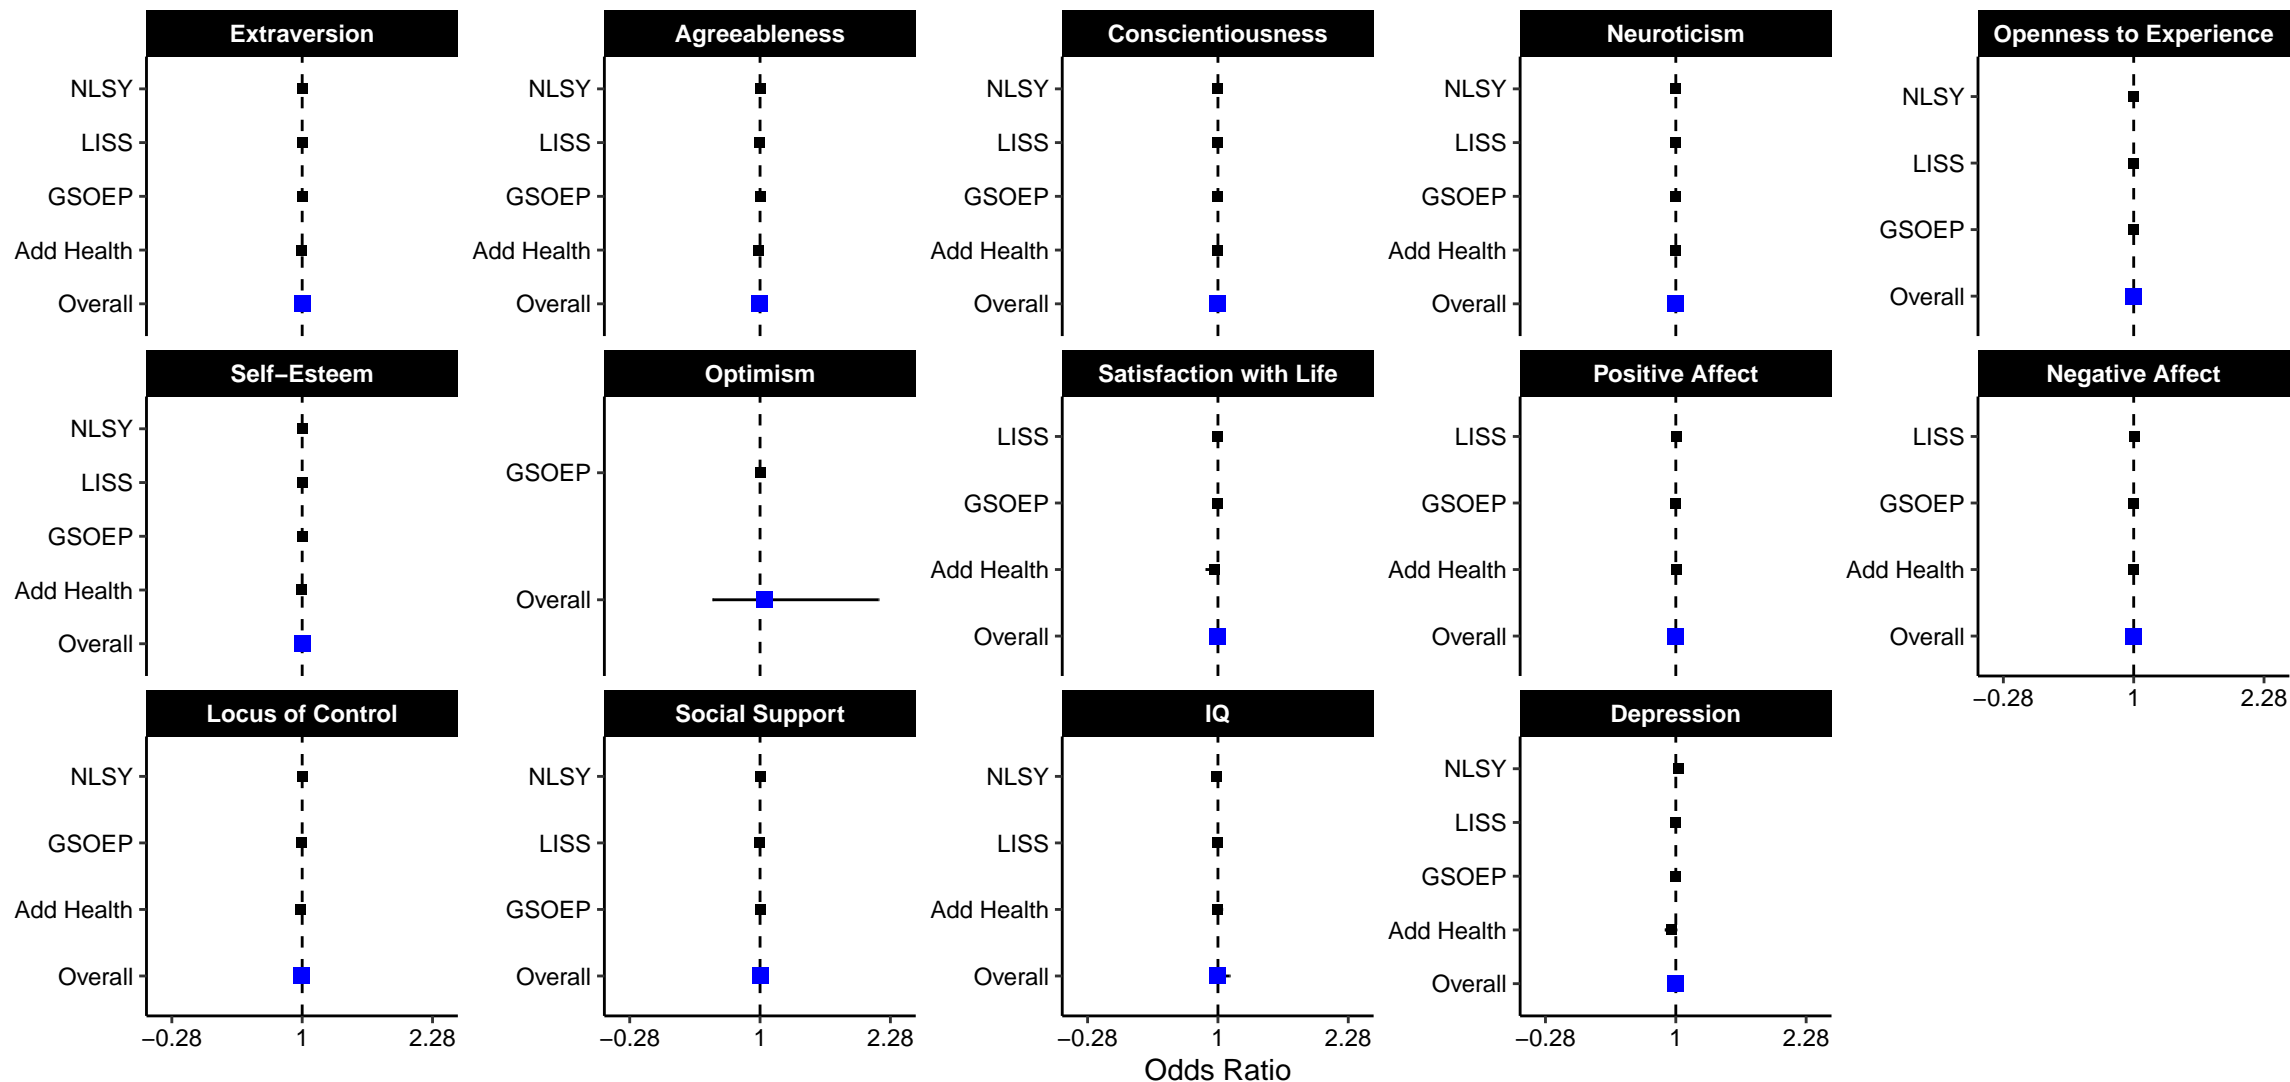 Extraversion
NLSY
LISS
GSOEP
Add Health
Overall
Agreeableness
NLSY
LISS
GSOEP
Add Health
Overall
Conscientiousness
NLSY
LISS
GSOEP
Add Health
Overall
Neuroticism
NLSY
LISS
GSOEP
Add Health
Overall
Openness to Experience
NLSY
LISS
GSOEP
Overall
Self−Esteem
NLSY
LISS
GSOEP
Add Health
Overall
Optimism
GSOEP
Overall
Satisfaction with Life
LISS
GSOEP
Add Health
Overall
Positive Affect
LISS
GSOEP
Add Health
Overall
Negative Affect
LISS
GSOEP
Add Health
Overall
−0.28 1 2.28
Locus of Control
NLSY
GSOEP
Add Health
Overall
−0.28 1 2.28
Social Support
NLSY
LISS
GSOEP
Overall
−0.28 1 2.28
IQ
NLSY
LISS
Add Health
Overall
−0.28 1 2.28
Depression
NLSY
LISS
GSOEP
Add Health
Overall
−0.28 1 2.28
Odds Ratio